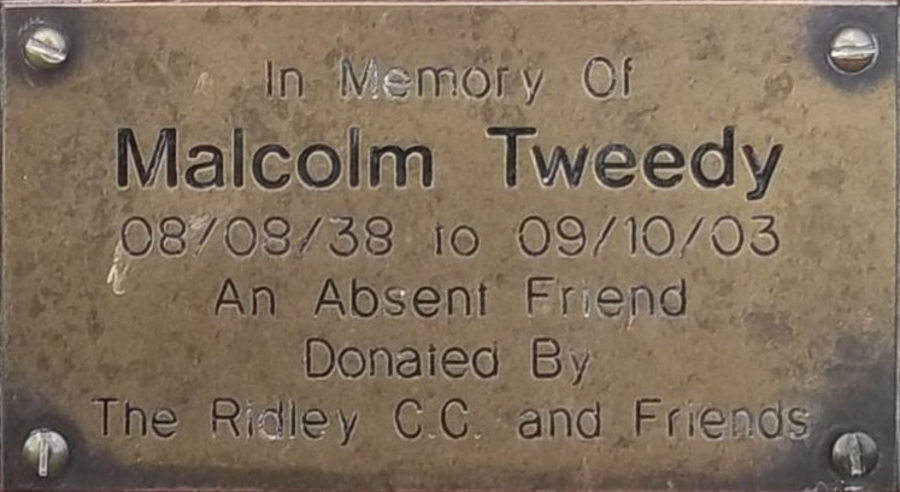 In Memory Of
Malcolm Tweedy
08/08/38 to 09/10/03
An Absent Friend
Donated By
The Ridley C.C. and Friends